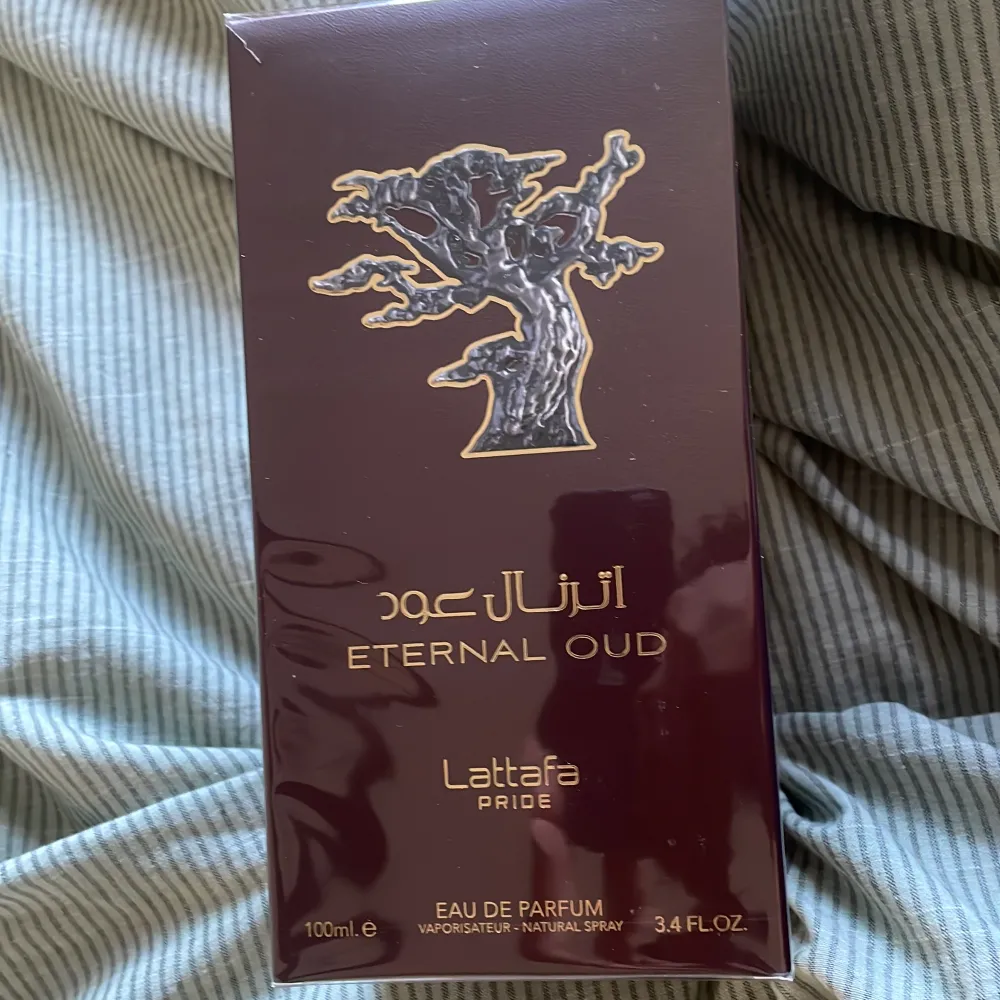 اترنال عود
ETERNAL OUD
Lattafa
PRIDE
EAU DE PARFUM
VAPORISATEUR - NATURAL SPRAY
100ml. ℮
3.4 FL.OZ.